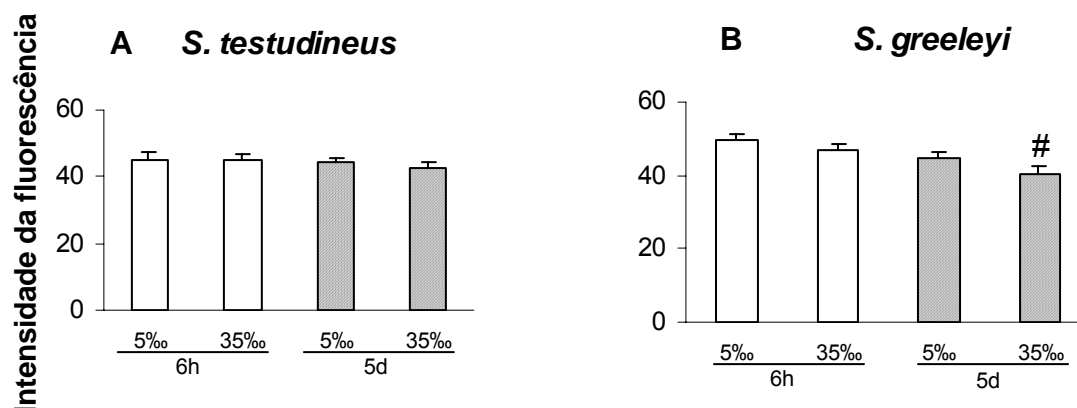 Intensidade da fluorescência
A S. testudineus
60
40
20
0
5‰ 35‰ 5‰ 35‰
6h 5d
B S. greeleyi
60
40
20
0
#
5‰ 35‰ 5‰ 35‰
6h 5d